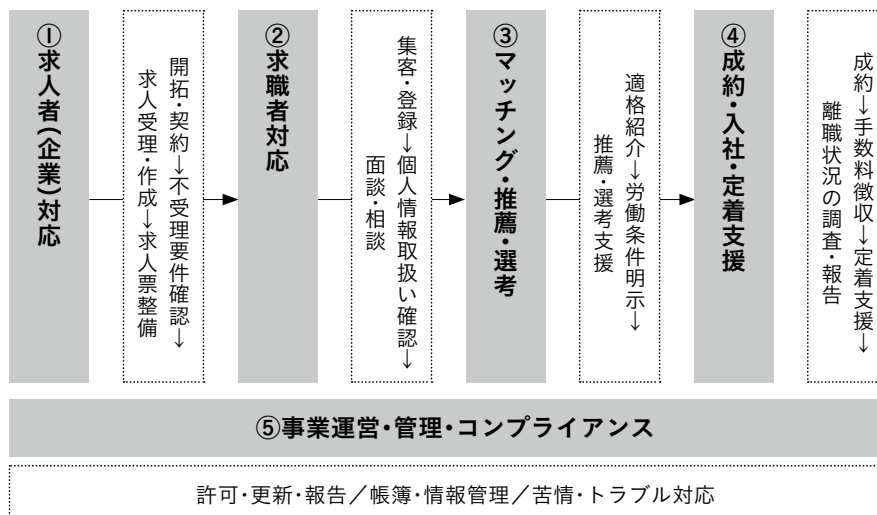 ①求人者(企業)対応
開拓・契約→不受理要件確認→
求人受理・作成→求人票整備
②求職者対応
集客・登録→個人情報取扱い確認→
面談・相談
③マッチング・推薦・選考
適格紹介→労働条件明示→
推薦・選考支援
④成約・入社・定着支援
成約→手数料徴収→定着支援→
離職状況の調査・報告
⑤事業運営・管理・コンプライアンス
許可・更新・報告／帳簿・情報管理／苦情・トラブル対応